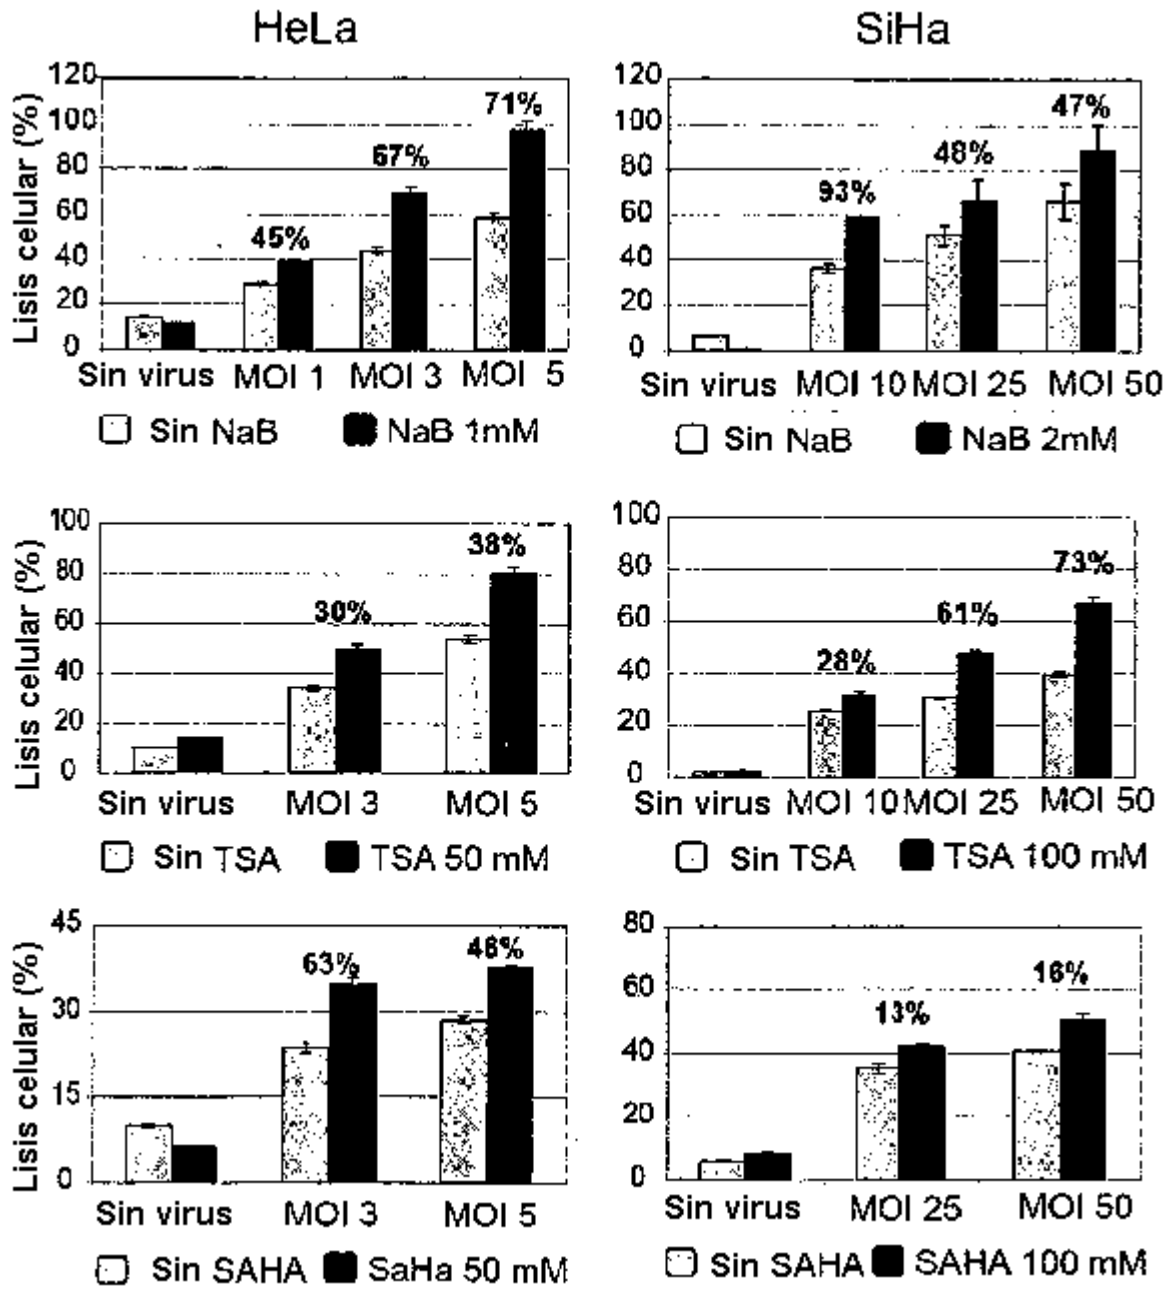 HeLa
SiHa
Lisis celular (%)
120
100
80
60
40
20
0
45%
67%
71%
Sin virus MOI 1 MOI 3 MOI 5
Sin NaB NaB 1mM
120
100
80
60
40
20
0
93%
48%
47%
Sin virus MOI 10 MOI 25 MOI 50
Sin NaB NaB 2mM
Lisis celular (%)
100
80
60
40
20
0
30%
38%
Sin virus MOI 3 MOI 5
Sin TSA TSA 50 mM
100
80
60
40
20
0
28%
61%
73%
Sin virus MOI 10 MOI 25 MOI 50
Sin TSA TSA 100 mM
Lisis celular (%)
45
30
15
0
63%
46%
Sin virus MOI 3 MOI 5
Sin SAHA SaHa 50 mM
80
60
40
20
0
13%
16%
Sin virus MOI 25 MOI 50
Sin SAHA SAHA 100 mM